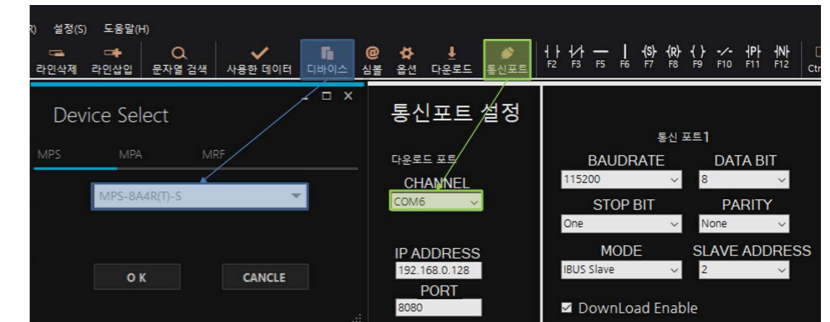 설정(S) 도움말(H)
라인삭제 라인삽입 문자열 검색 사용한 데이터 디바이스 심볼 옵션 다운로드 통신포트 F2 F3 F5 F6 F7 F8 F9 F10 F11 F12
Device Select
MPS MPA MRF
MPS-8A4R(T)-S
O K CANCLE
통신포트 설정
다운로드 포트
CHANNEL
COM6
IP ADDRESS
192.168.0.128
PORT
8080
통신 포트1
BAUDRATE DATA BIT
115200 8
STOP BIT PARITY
One None
MODE SLAVE ADDRESS
IBUS Slave 2
DownLoad Enable